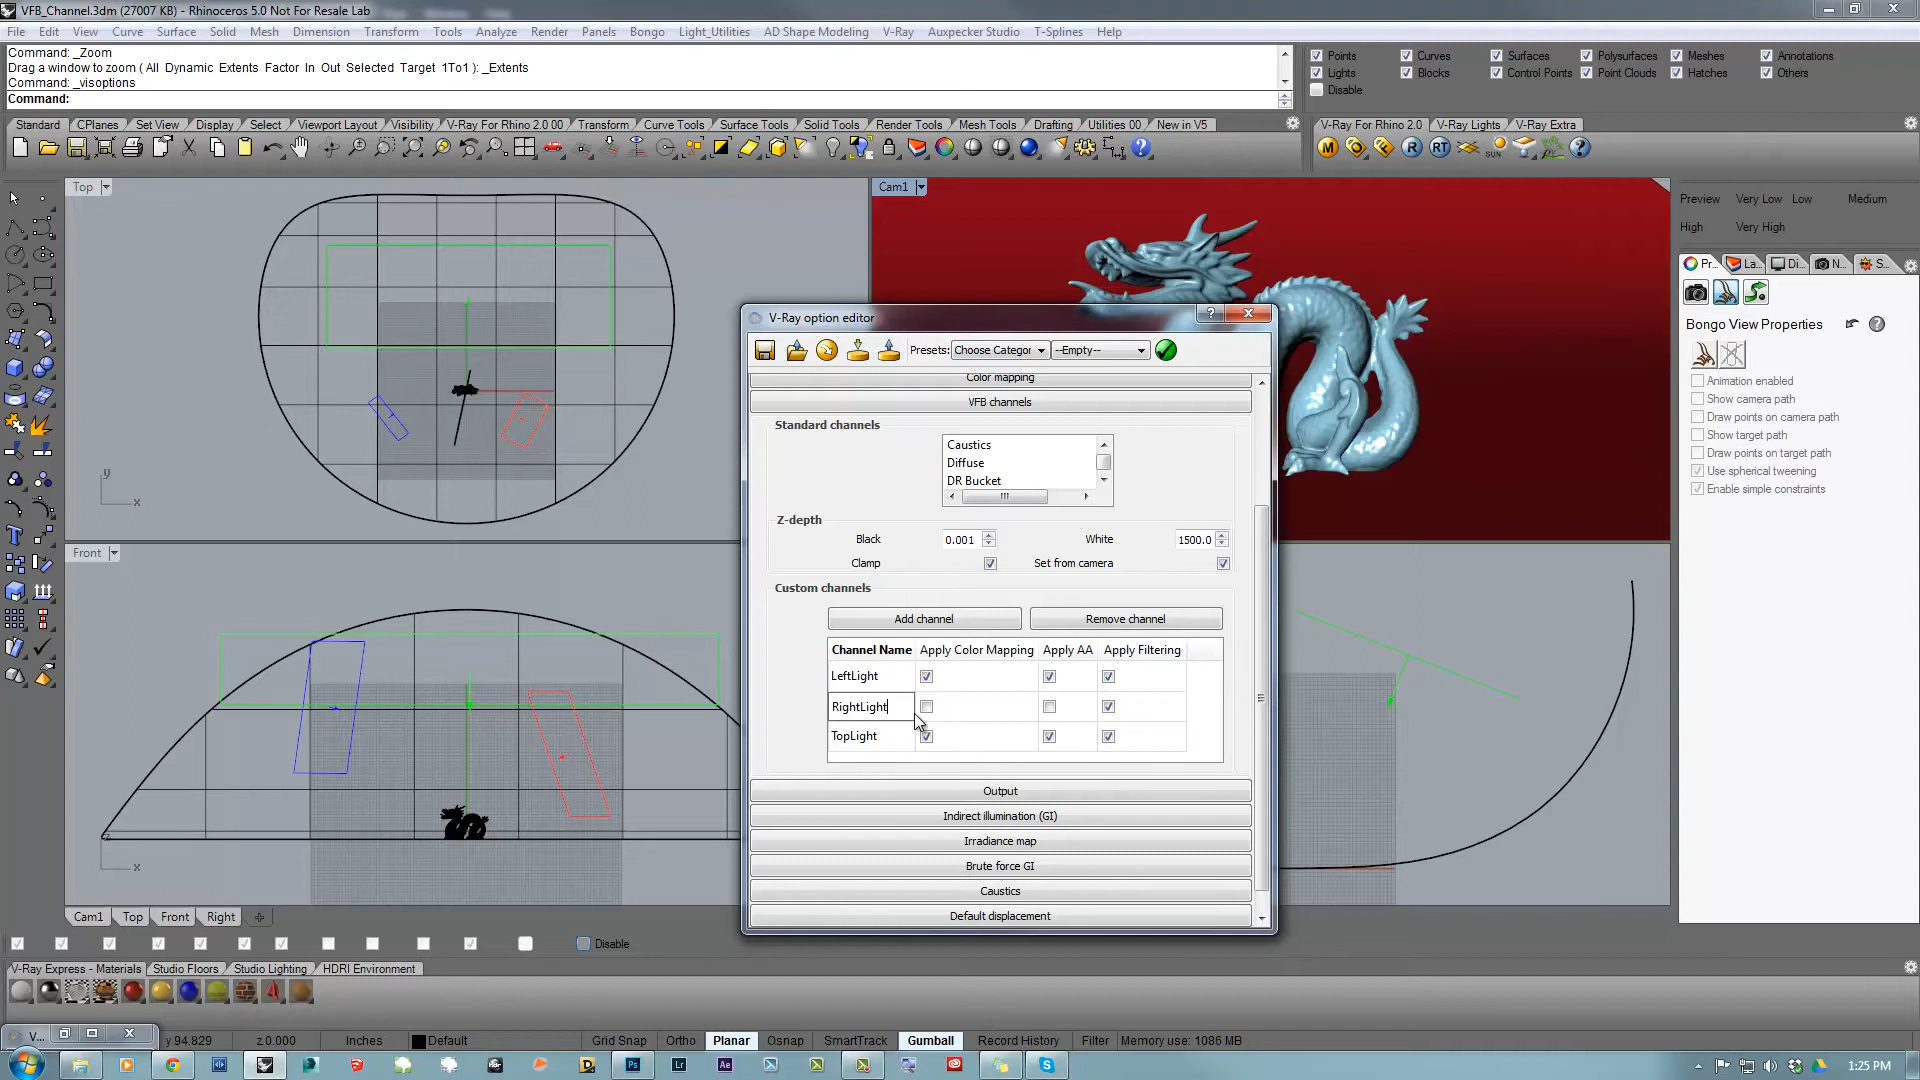 VFB_Channel.3dm (27007 KB) - Rhinoceros 5.0 Not For Resale Lab
File Edit View Curve Surface Solid Mesh Dimension Transform Tools Analyze Render Panels Bongo Light_Utilities AD Shape Modeling V-Ray Auxpecker Studio T-Splines Help
Command: _Zoom
Drag a window to zoom ( All Dynamic Extents Factor In Out Selected Target 1To1 ): _Extents
Command: _visoptions
Command:
Points Curves Surfaces Polysurfaces Meshes Annotations
Lights Blocks Control Points Point Clouds Hatches Others
Disable
Standard CPlanes Set View Display Select Viewport Layout Visibility V-Ray For Rhino 2.0 00 Transform Curve Tools Surface Tools Solid Tools Render Tools Mesh Tools Drafting Utilities 00 New in V5
V-Ray For Rhino 2.0 V-Ray Lights V-Ray Extra
Top
Cam1
Preview Very Low Low Medium
High Very High
Pr... La... Di... N... S...
Bongo View Properties
Animation enabled
Show camera path
Draw points on camera path
Show target path
Draw points on target path
Use spherical tweening
Enable simple constraints
V-Ray option editor
Presets: Choose Categor --Empty--
Color mapping
VFB channels
Standard channels
Caustics
Diffuse
DR Bucket
Z-depth
Black 0.001 White 1500.0
Clamp Set from camera
Custom channels
Add channel Remove channel
Channel Name Apply Color Mapping Apply AA Apply Filtering
LeftLight
RightLight
TopLight
Output
Indirect illumination (GI)
Irradiance map
Brute force GI
Caustics
Default displacement
y
x
Front
x
Cam1 Top Front Right
Disable
V-Ray Express - Materials Studio Floors Studio Lighting HDRI Environment
V...
y 94.829 z 0.000 Inches Default Grid Snap Ortho Planar Osnap SmartTrack Gumball Record History Filter Memory use: 1086 MB
Ps Lr Ae
1:25 PM